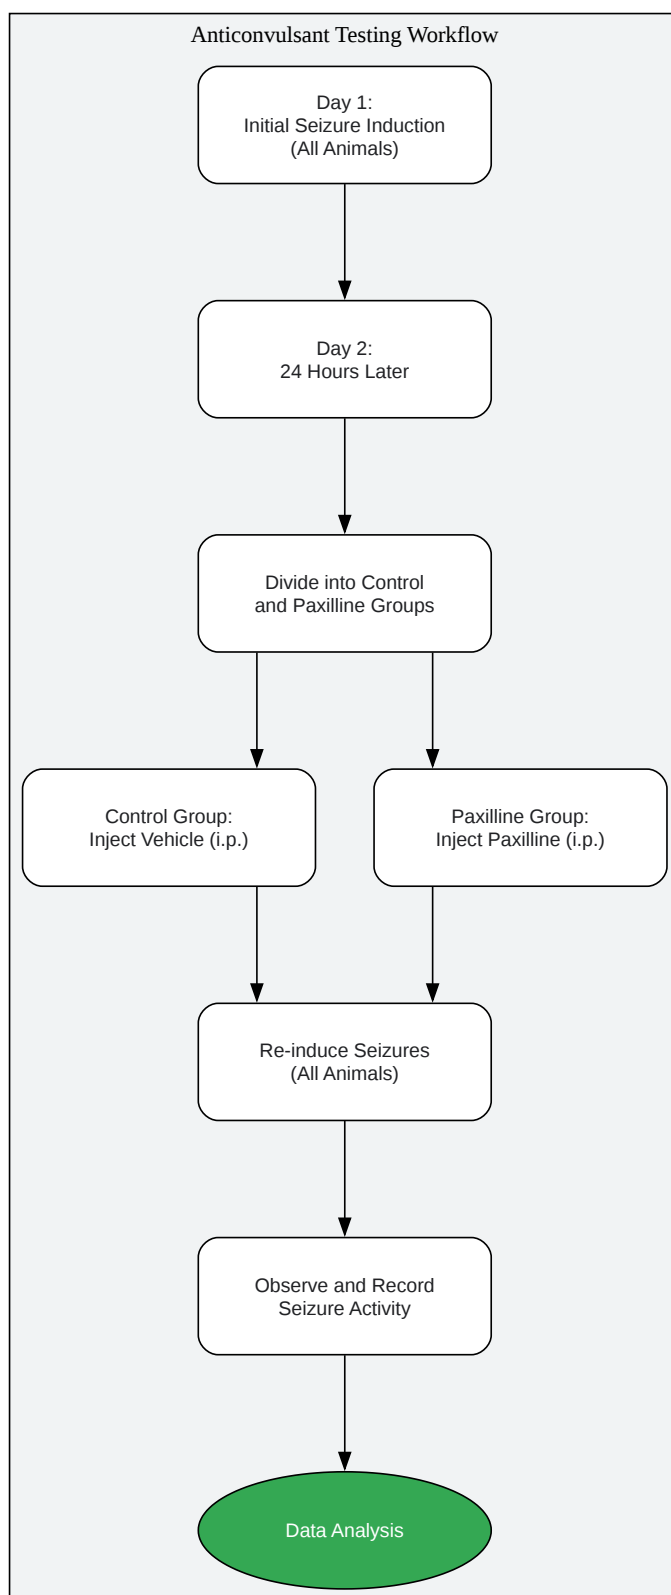 Anticonvulsant Testing Workflow
Day 1:
Initial Seizure Induction
(All Animals)
Day 2:
24 Hours Later
Divide into Control
and Paxilline Groups
Control Group:
Inject Vehicle (i.p.)
Paxilline Group:
Inject Paxilline (i.p.)
Re-induce Seizures
(All Animals)
Observe and Record
Seizure Activity
Data Analysis